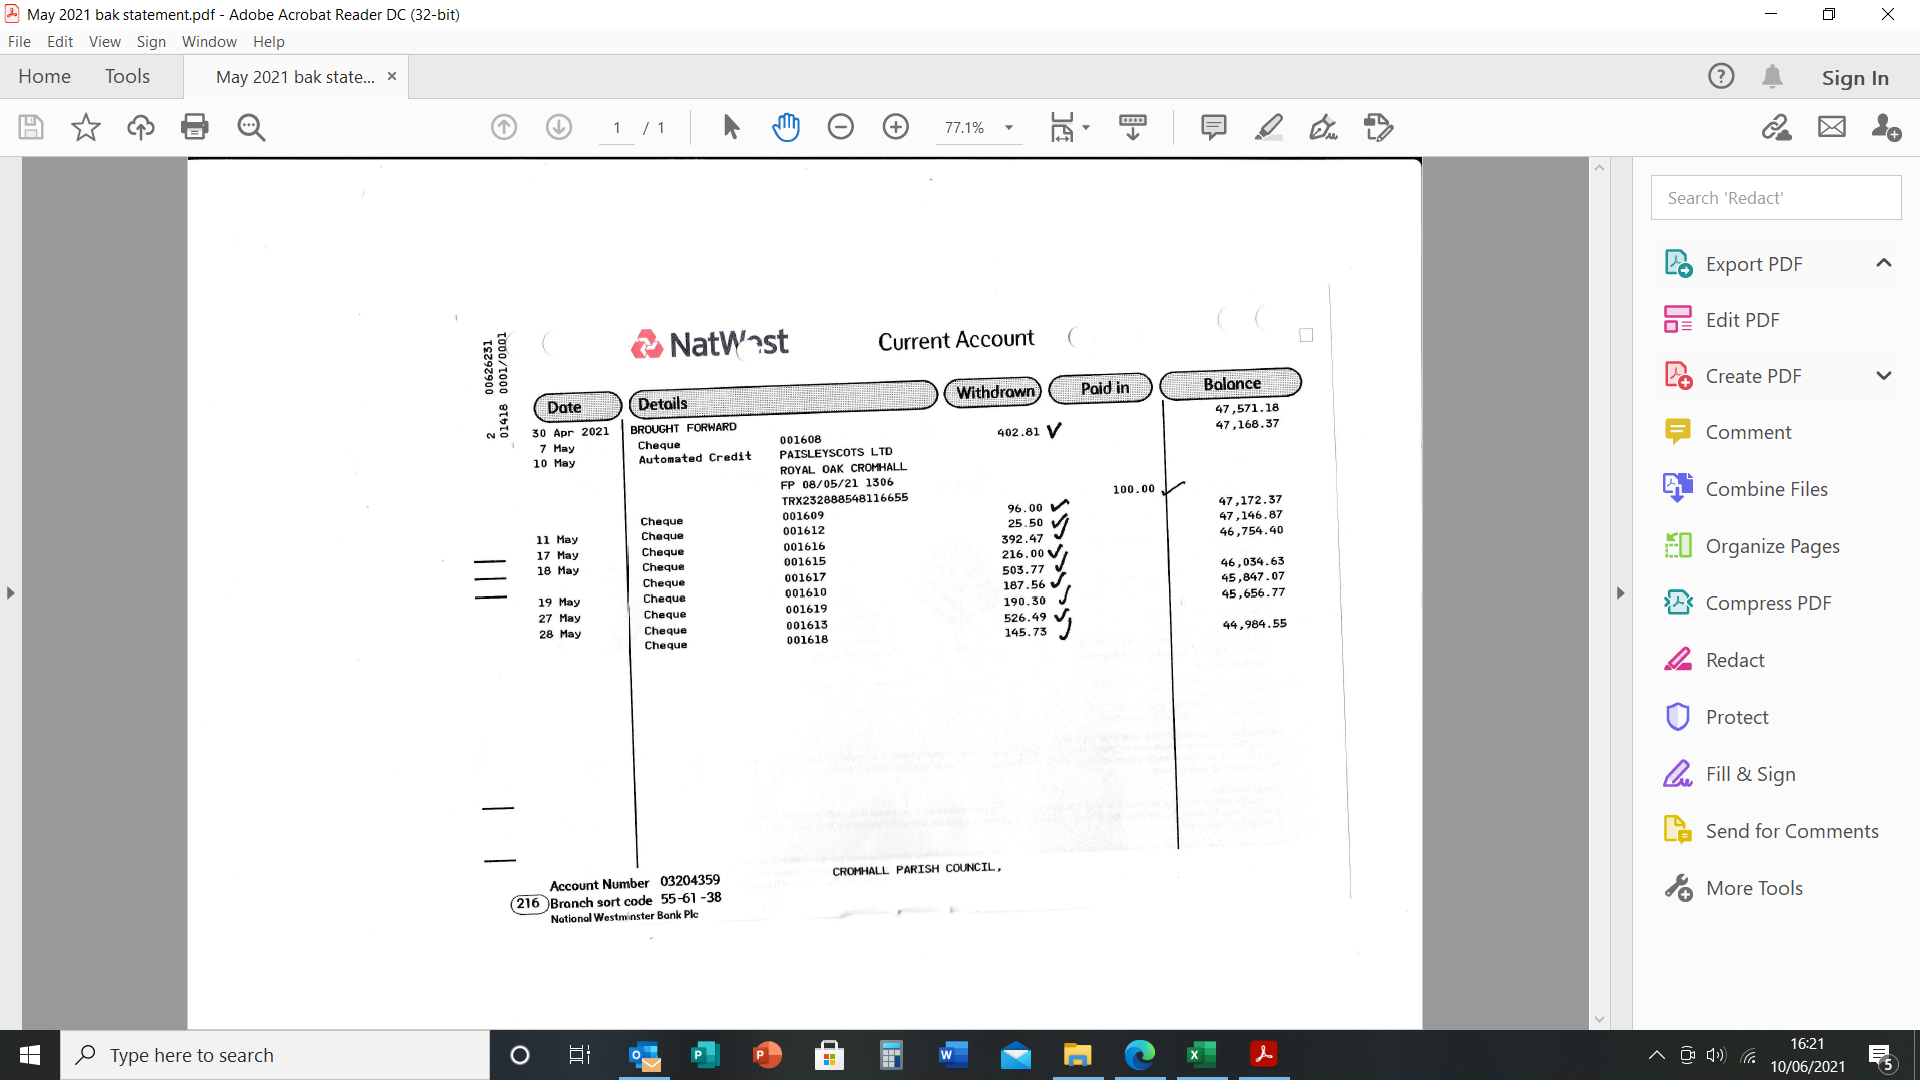 May 2021 bak statement.pdf - Adobe Acrobat Reader DC (32-bit)
File Edit View Sign Window Help
Home Tools May 2021 bak state... Sign In
1 / 1 77.1%
Search 'Redact'
Export PDF
Edit PDF
Create PDF
Comment
Combine Files
Organize Pages
Compress PDF
Redact
Protect
Fill & Sign
Send for Comments
More Tools
2 00626231
01418 0001/0001
NatWest Current Account
Date Details Withdrawn Paid in Balance
30 Apr 2021 BROUGHT FORWARD 47,571.18
7 May Cheque 001608 402.81 47,168.37
10 May Automated Credit PAISLEYSCOTS LTD
ROYAL OAK CROMHALL
FP 08/05/21 1306
TRX232888548116655 100.00
Cheque 001609 96.00 47,172.37
11 May Cheque 001612 25.50 47,146.87
17 May Cheque 001616 392.47 46,754.40
18 May Cheque 001615 216.00
Cheque 001617 503.77 46,034.63
19 May Cheque 001610 187.56 45,847.07
27 May Cheque 001619 190.30 45,656.77
28 May Cheque 001613 526.49
Cheque 001618 145.73 44,984.55
Account Number 03204359 CROMHALL PARISH COUNCIL,
216 Branch sort code 55-61-38
National Westminster Bank Plc
Type here to search
16:21
10/06/2021
5